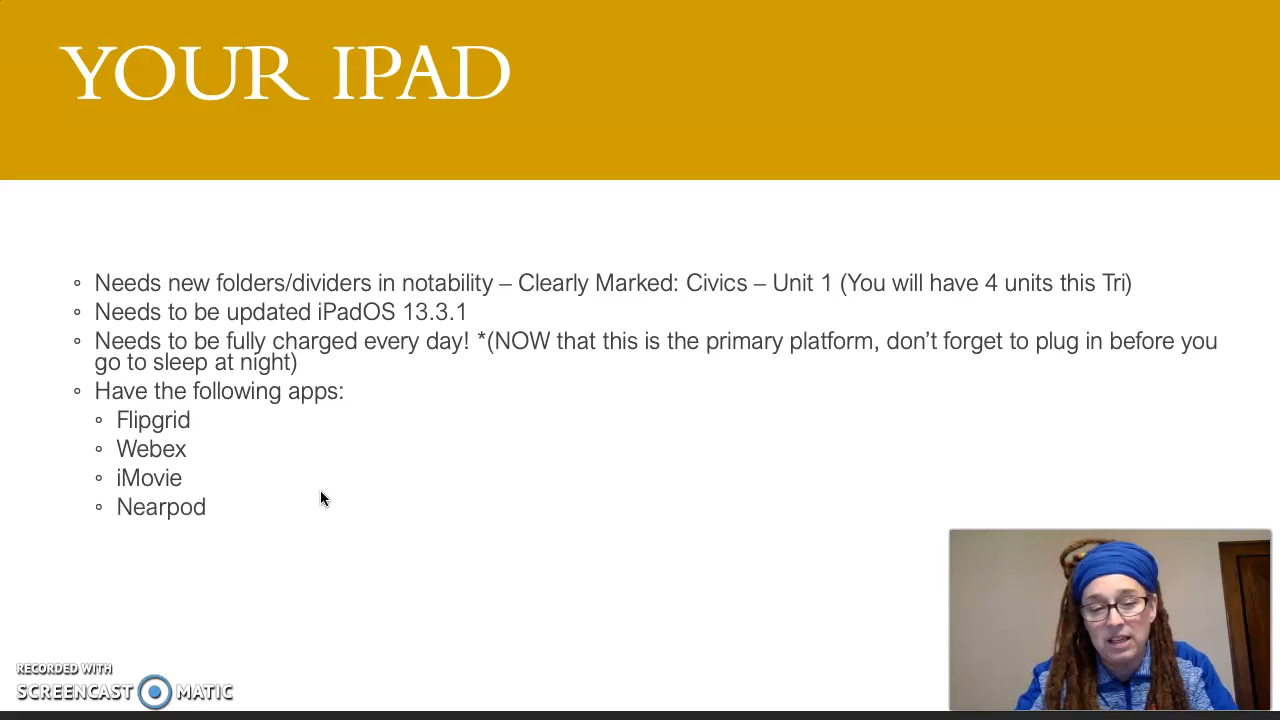 YOUR IPAD
◦ Needs new folders/dividers in notability – Clearly Marked: Civics – Unit 1 (You will have 4 units this Tri)
◦ Needs to be updated iPadOS 13.3.1
◦ Needs to be fully charged every day! *(NOW that this is the primary platform, don’t forget to plug in before you
go to sleep at night)
◦ Have the following apps:
◦ Flipgrid
◦ Webex
◦ iMovie
◦ Nearpod
RECORDED WITH
SCREENCAST MATIC